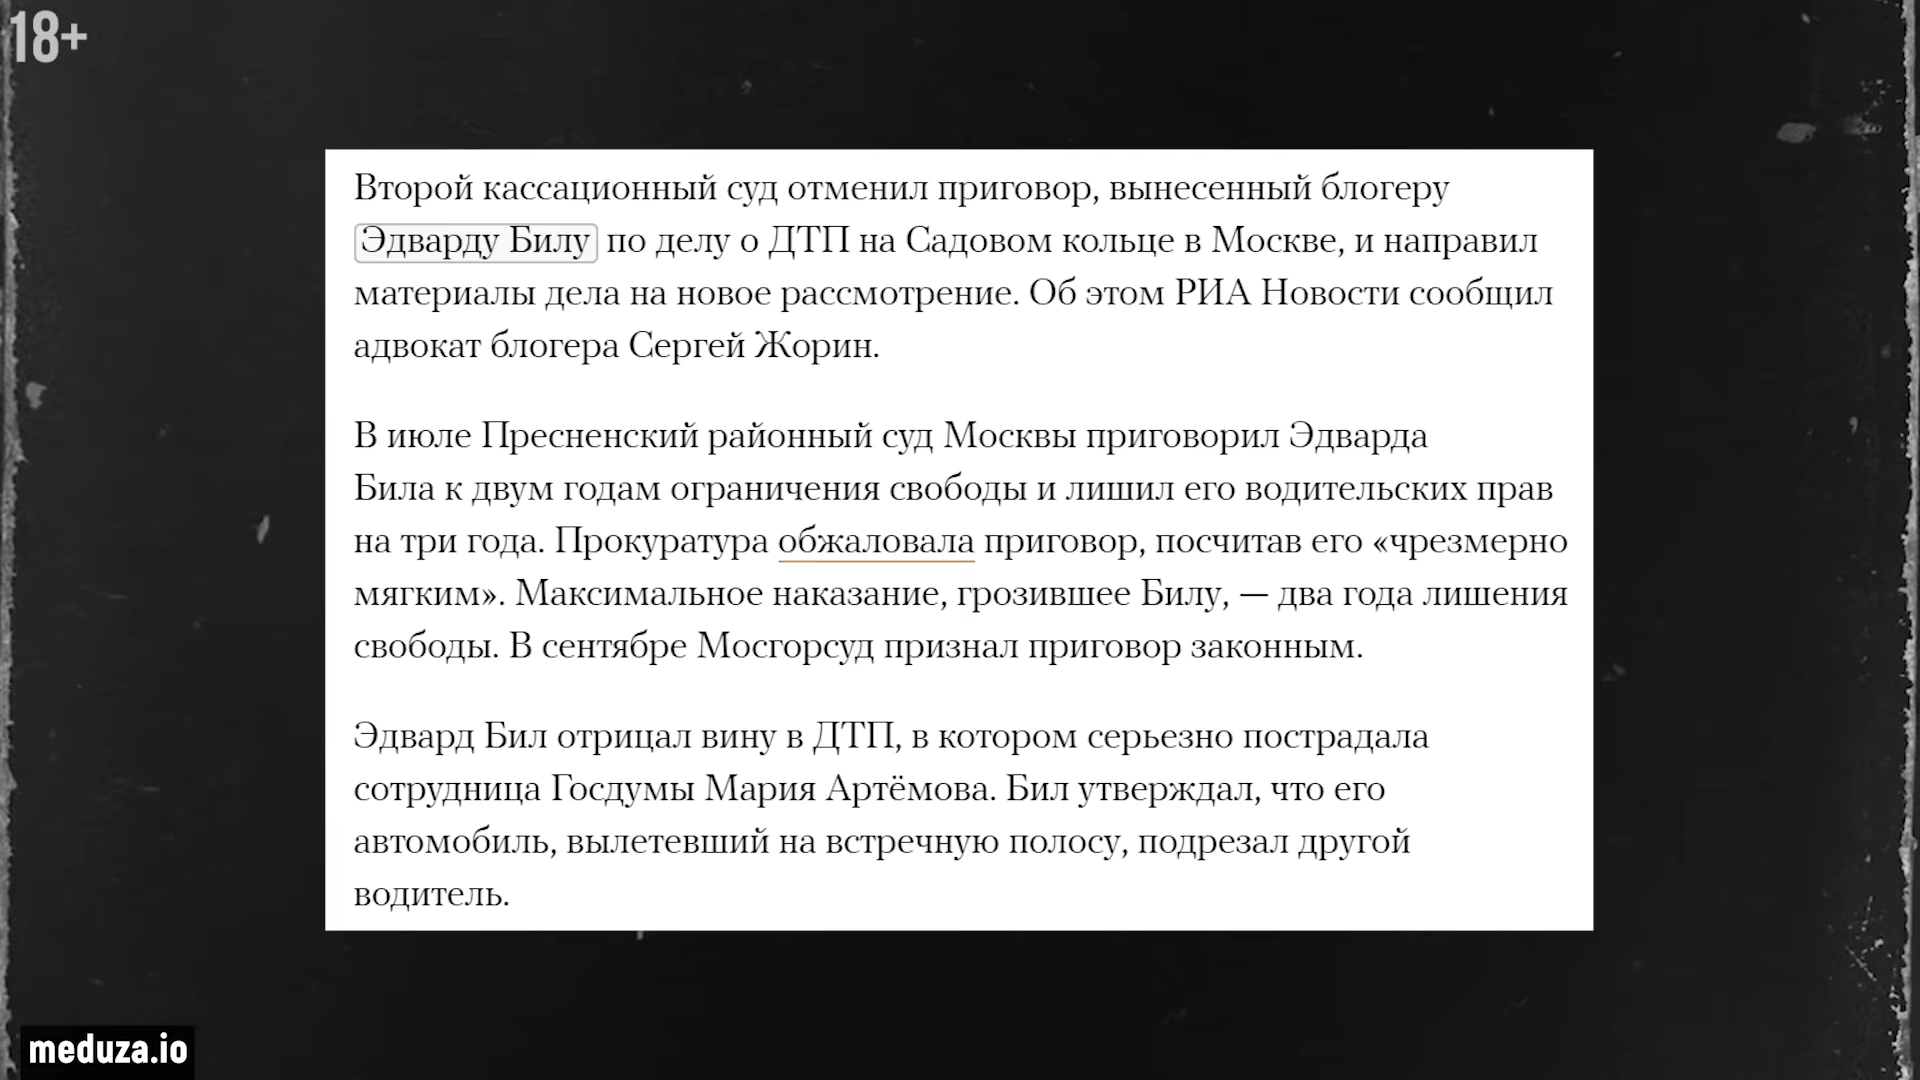 18+
Второй кассационный суд отменил приговор, вынесенный блогеру
Эдварду Билу по делу о ДТП на Садовом кольце в Москве, и направил
материалы дела на новое рассмотрение. Об этом РИА Новости сообщил
адвокат блогера Сергей Жорин.
В июле Пресненский районный суд Москвы приговорил Эдварда
Била к двум годам ограничения свободы и лишил его водительских прав
на три года. Прокуратура обжаловала приговор, посчитав его «чрезмерно
мягким». Максимальное наказание, грозившее Билу, — два года лишения
свободы. В сентябре Мосгорсуд признал приговор законным.
Эдвард Бил отрицал вину в ДТП, в котором серьезно пострадала
сотрудница Госдумы Мария Артёмова. Бил утверждал, что его
автомобиль, вылетевший на встречную полосу, подрезал другой
водитель.
meduza.io